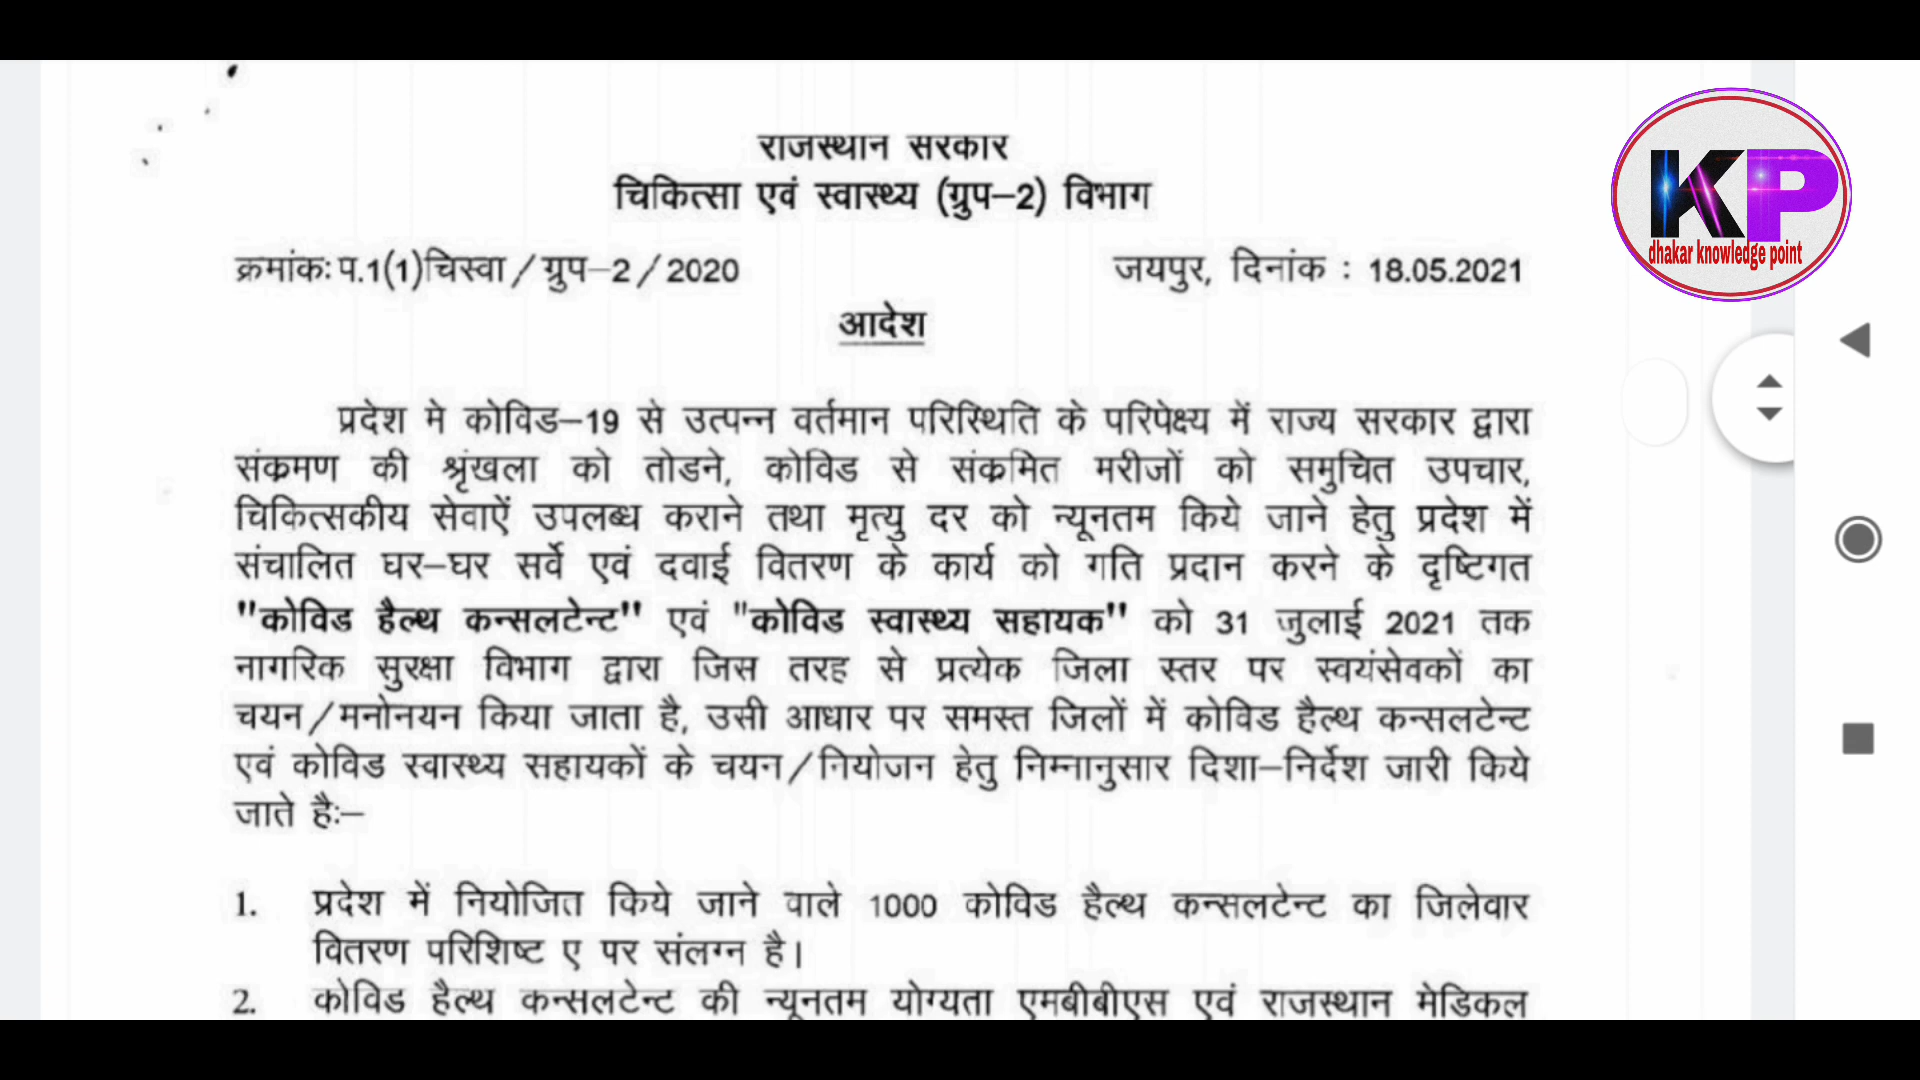 राजस्थान सरकार
चिकित्सा एवं स्वास्थ्य (ग्रुप–2) विभाग
क्रमांकः प.1(1)चिस्वा/ग्रुप–2/2020 जयपुर, दिनांक : 18.05.2021
आदेश
प्रदेश मे कोविड–19 से उत्पन्न वर्तमान परिस्थिति के परिपेक्ष्य में राज्य सरकार द्वारा
संक्रमण की श्रृंखला को तोडने, कोविड से संक्रमित मरीजों को समुचित उपचार,
चिकित्सकीय सेवाऐं उपलब्ध कराने तथा मृत्यु दर को न्यूनतम किये जाने हेतु प्रदेश में
संचालित घर–घर सर्वे एवं दवाई वितरण के कार्य को गति प्रदान करने के दृष्टिगत
"कोविड हैल्थ कन्सलटेन्ट" एवं "कोविड स्वास्थ्य सहायक" को 31 जुलाई 2021 तक
नागरिक सुरक्षा विभाग द्वारा जिस तरह से प्रत्येक जिला स्तर पर स्वयंसेवकों का
चयन/मनोनयन किया जाता है, उसी आधार पर समस्त जिलों में कोविड हैल्थ कन्सलटेन्ट
एवं कोविड स्वास्थ्य सहायकों के चयन/नियोजन हेतु निम्नानुसार दिशा–निर्देश जारी किये
जाते हैः–
1. प्रदेश में नियोजित किये जाने वाले 1000 कोविड हैल्थ कन्सलटेन्ट का जिलेवार
वितरण परिशिष्ट ए पर संलग्न है।
2. कोविड हैल्थ कन्सलटेन्ट की न्यूनतम योग्यता एमबीबीएस एवं राजस्थान मेडिकल
KP
dhakar knowledge point